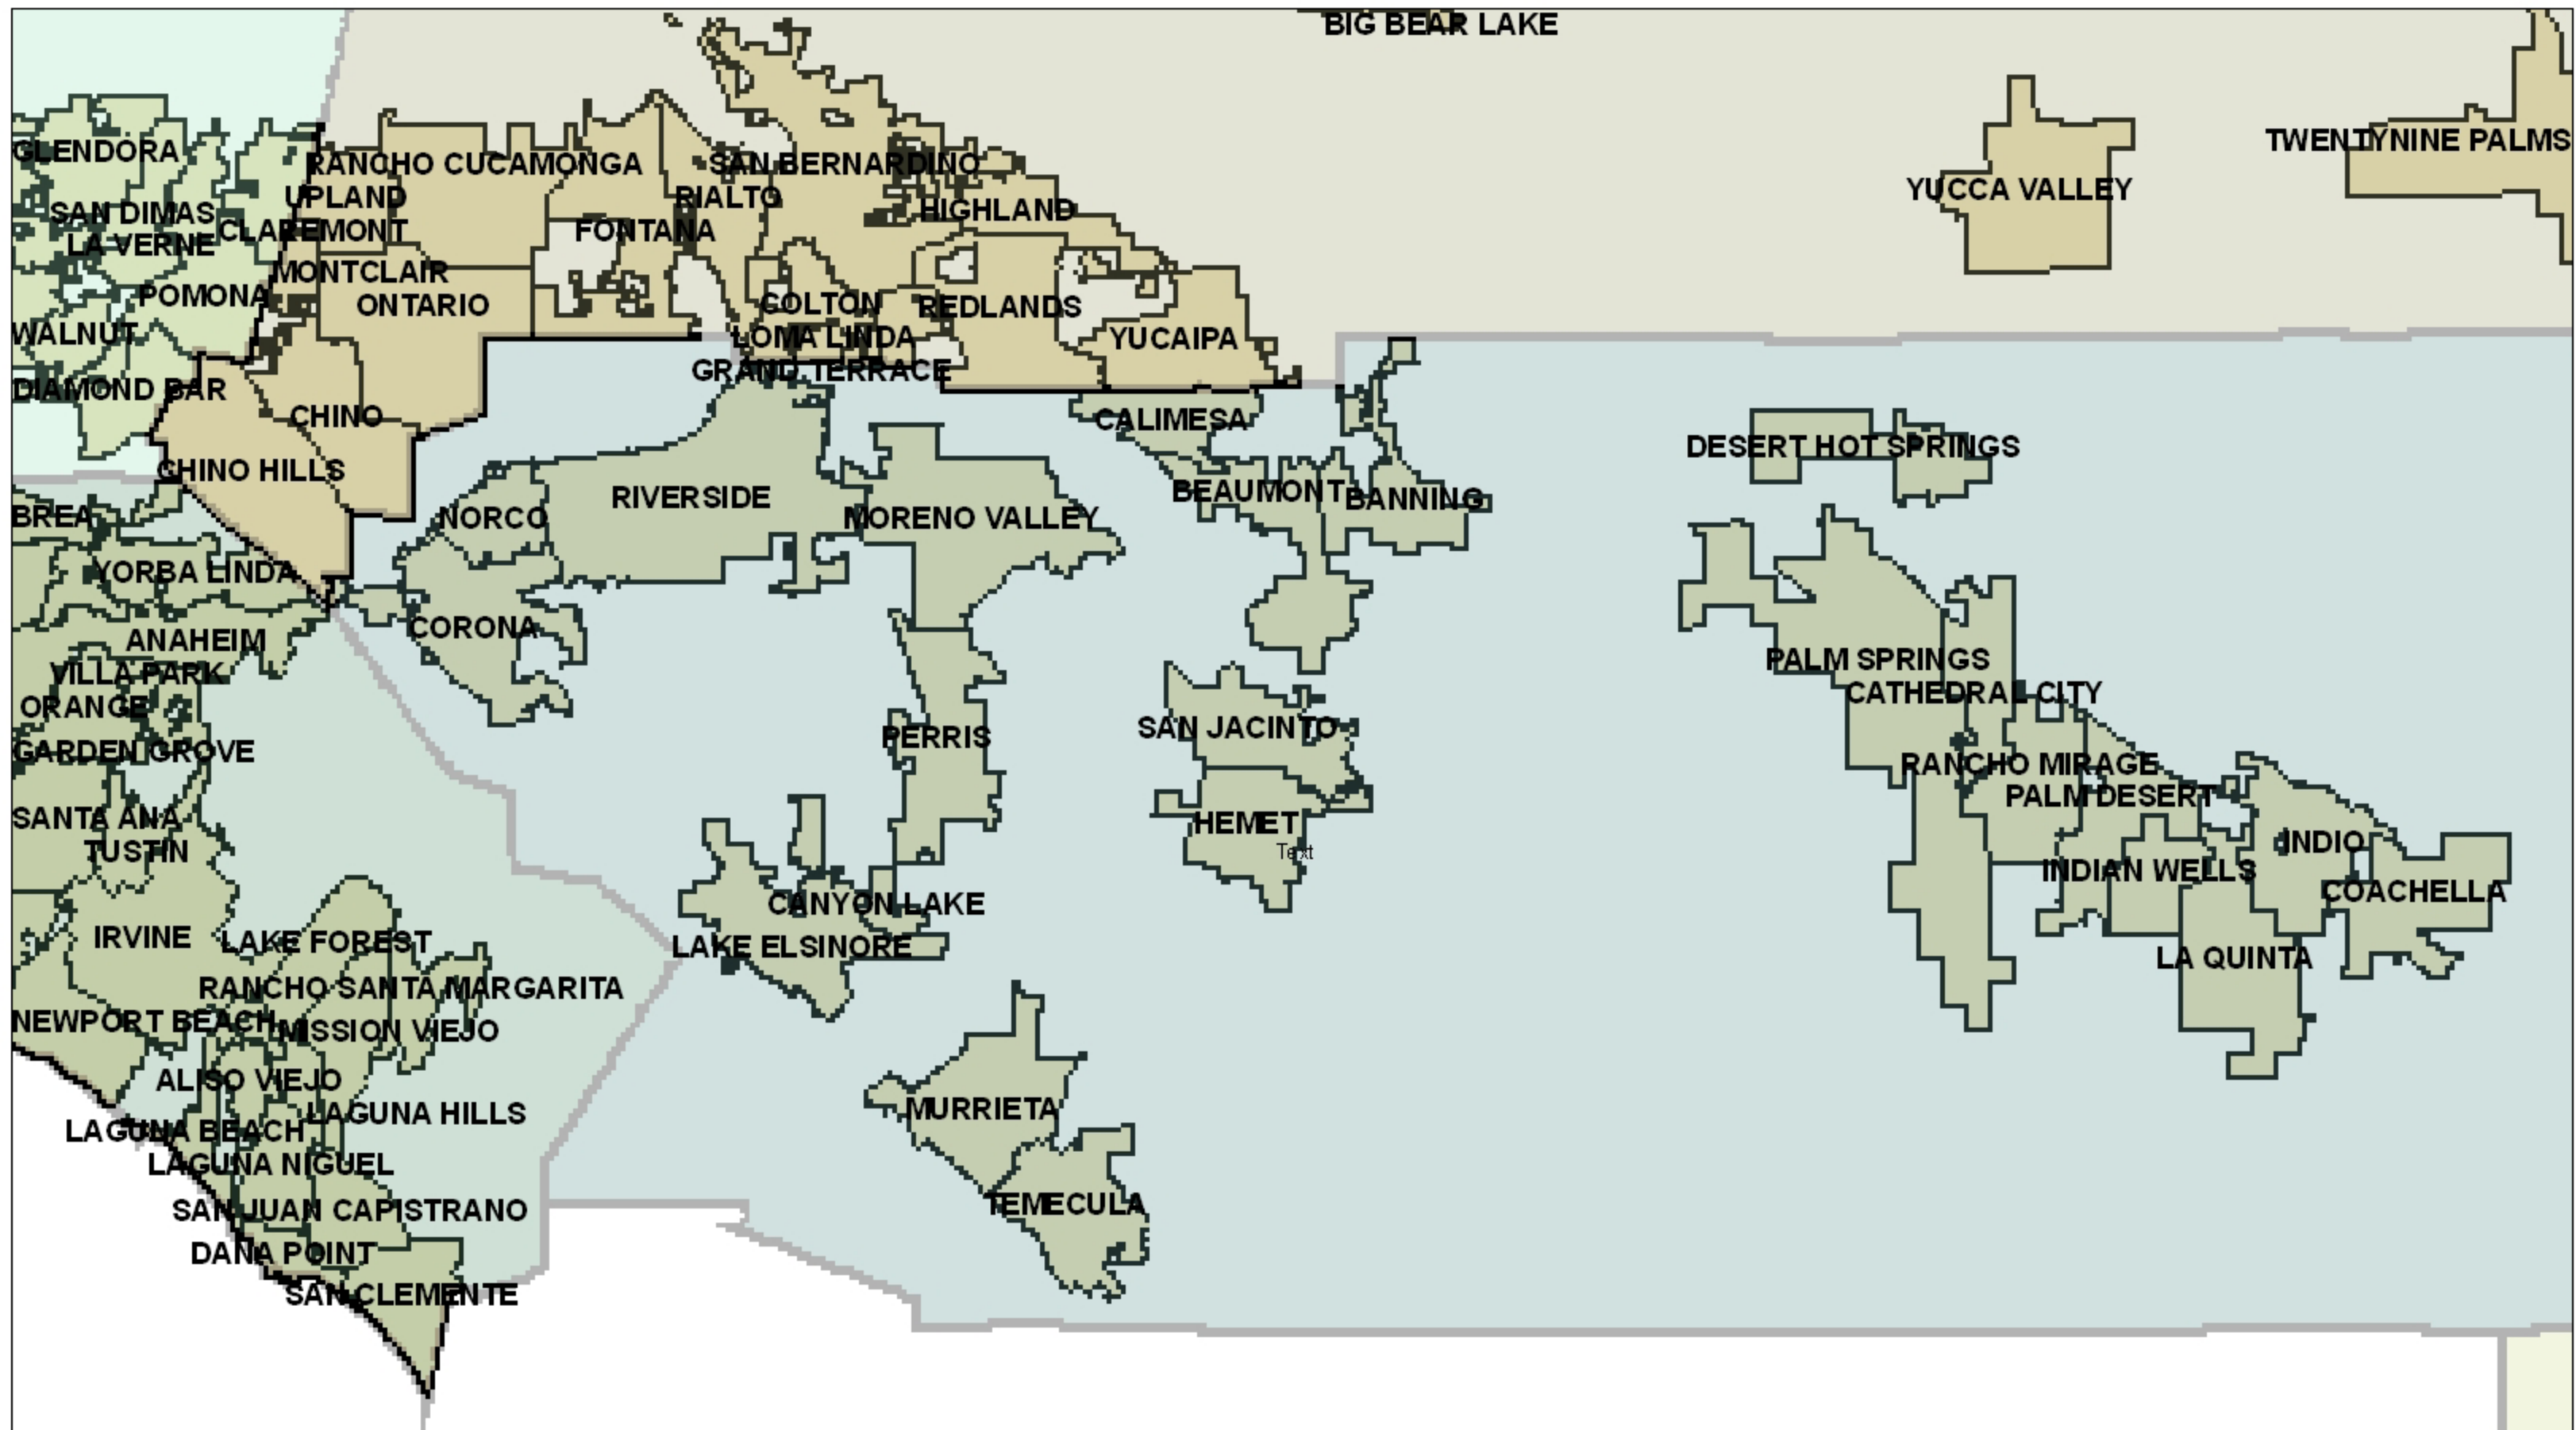 BIG BEAR LAKE
GLENDORA
TWENTYNINE PALMS
RANCHO CUCAMONGA
SAN BERNARDINO
YUCCA VALLEY
UPLAND
RIALTO
SAN DIMAS
HIGHLAND
CLAREMONT
FONTANA
LA VERNE
MONTCLAIR
POMONA
ONTARIO
COLTON
REDLANDS
WALNUT
LOMA LINDA
YUCAIPA
GRAND TERRACE
DIAMOND BAR
CHINO
CALIMESA
DESERT HOT SPRINGS
CHINO HILLS
RIVERSIDE
BEAUMONT
BANNING
BREA
NORCO
MORENO VALLEY
YORBA LINDA
CORONA
ANAHEIM
PALM SPRINGS
VILLA PARK
CATHEDRAL CITY
ORANGE
SAN JACINTO
PERRIS
GARDEN GROVE
RANCHO MIRAGE
PALM DESERT
SANTA ANA
HEMET
INDIO
TUSTIN
Text
INDIAN WELLS
COACHELLA
CANYON LAKE
IRVINE
LAKE FOREST
LAKE ELSINORE
LA QUINTA
RANCHO SANTA MARGARITA
NEWPORT BEACH
MISSION VIEJO
ALISO VIEJO
MURRIETA
LAGUNA HILLS
LAGUNA BEACH
LAGUNA NIGUEL
TEMECULA
SAN JUAN CAPISTRANO
DANA POINT
SAN CLEMENTE